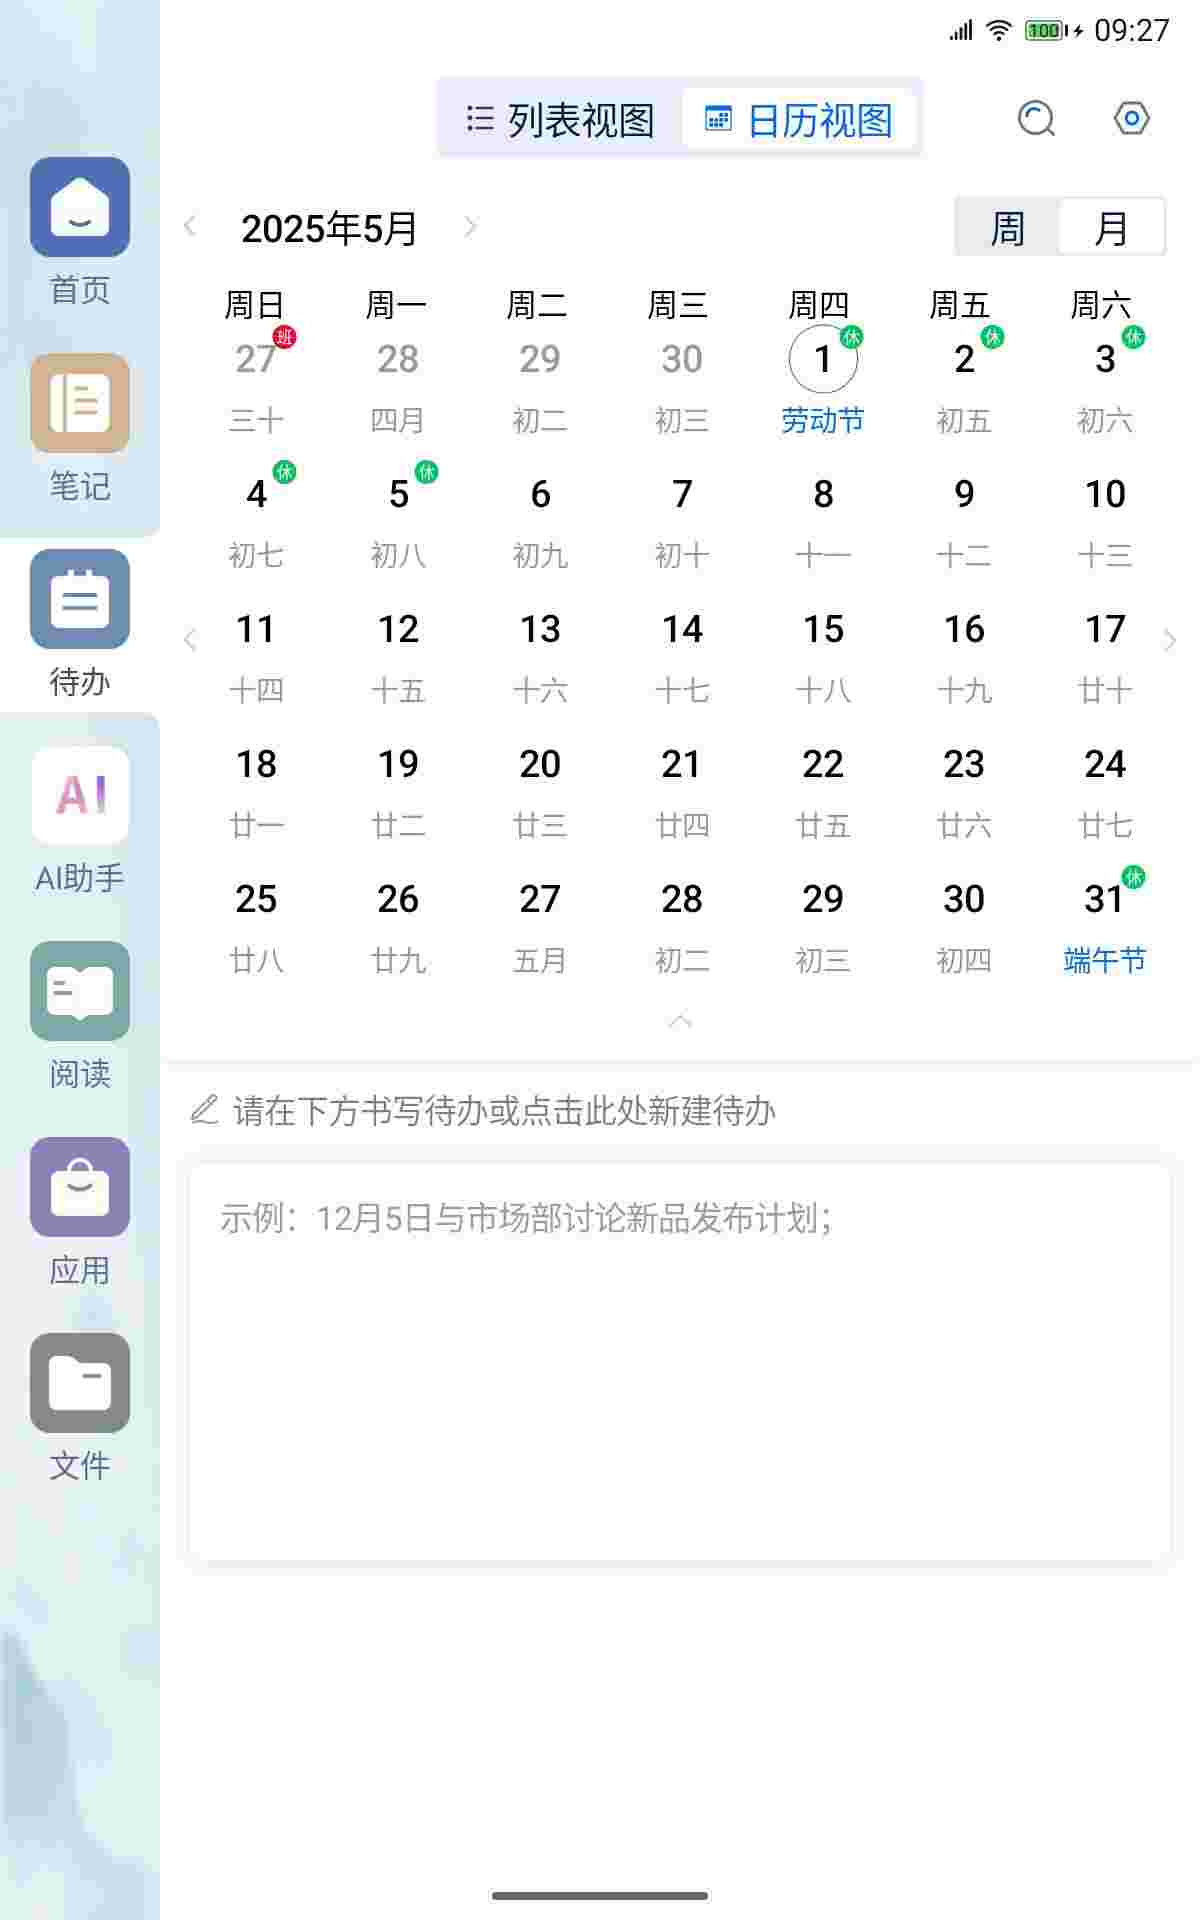 100 09:27
列表视图 日历视图
2025年5月 周 月
周日 周一 周二 周三 周四 周五 周六
27 班 28 29 30 1 休 2 休 3 休
三十 四月 初二 初三 劳动节 初五 初六
4 休 5 休 6 7 8 9 10
初七 初八 初九 初十 十一 十二 十三
11 12 13 14 15 16 17
十四 十五 十六 十七 十八 十九 廿十
18 19 20 21 22 23 24
廿一 廿二 廿三 廿四 廿五 廿六 廿七
25 26 27 28 29 30 31 休
廿八 廿九 五月 初二 初三 初四 端午节
请在下方书写待办或点击此处新建待办
示例：12月5日与市场部讨论新品发布计划；
首页
笔记
待办
AI
AI助手
阅读
应用
文件